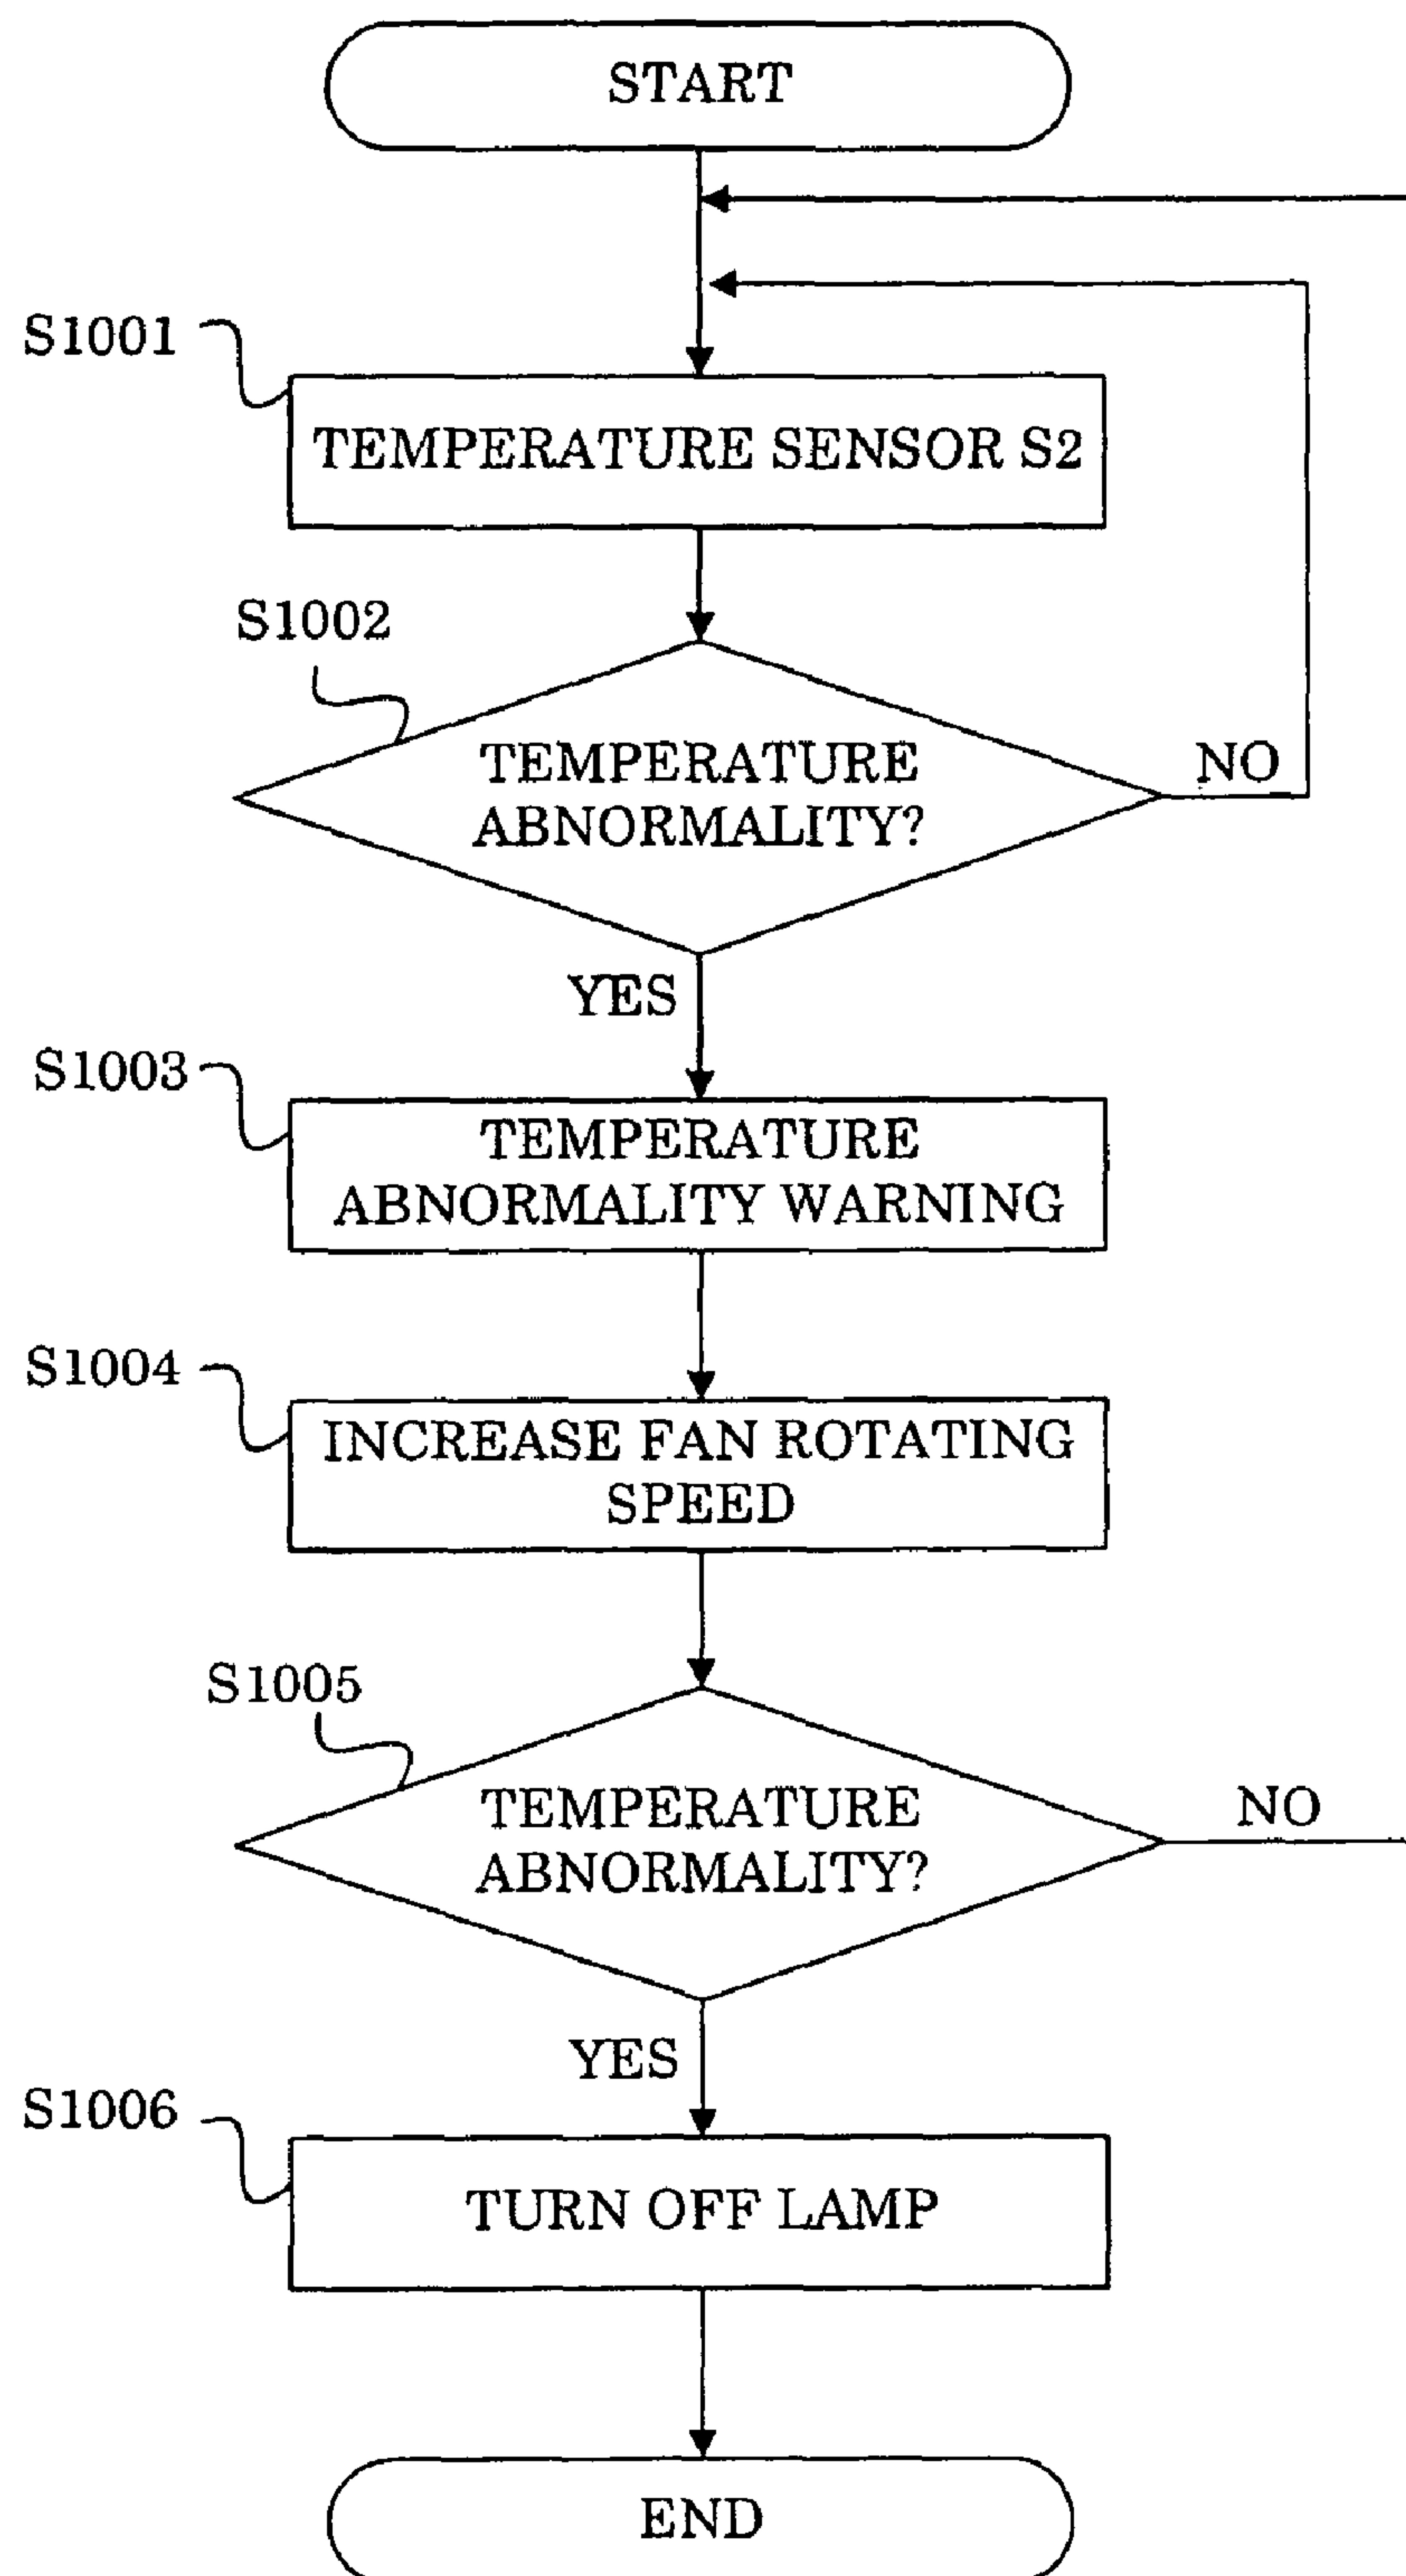 START
S1001
TEMPERATURE SENSOR S2
S1002
TEMPERATURE
ABNORMALITY?
NO
YES
S1003
TEMPERATURE
ABNORMALITY WARNING
S1004
INCREASE FAN ROTATING
SPEED
S1005
TEMPERATURE
ABNORMALITY?
NO
YES
S1006
TURN OFF LAMP
END